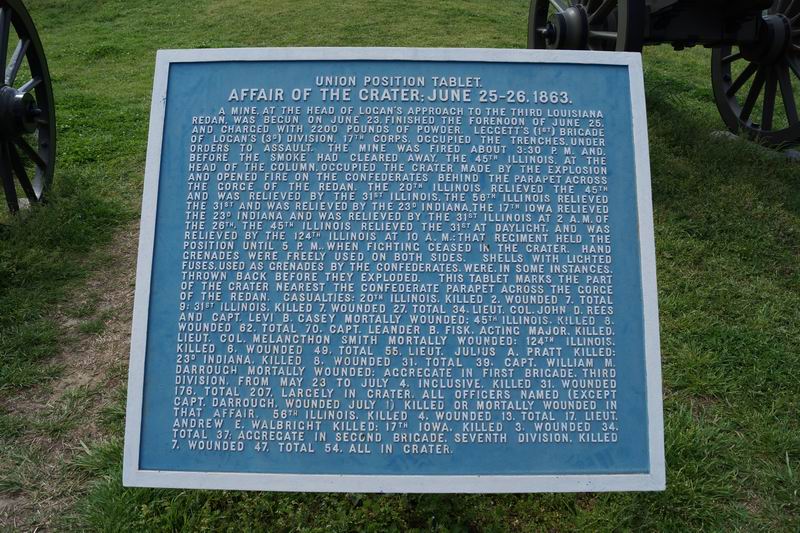 UNION POSITION TABLET.
AFFAIR OF THE CRATER: JUNE 25-26. 1863.
A MINE, AT THE HEAD OF LOGAN'S APPROACH TO THE THIRD LOUISIANA
REDAN, WAS BEGUN ON JUNE 23, FINISHED THE FORENOON OF JUNE 25,
AND CHARGED WITH 2200 POUNDS OF POWDER. LEGGETT'S (1ST) BRIGADE
OF LOGAN'S (3D) DIVISION, 17TH CORPS, OCCUPIED THE TRENCHES, UNDER
ORDERS TO ASSAULT. THE MINE WAS FIRED ABOUT 3:30 P. M. AND,
BEFORE THE SMOKE HAD CLEARED AWAY, THE 45TH ILLINOIS, AT THE
HEAD OF THE COLUMN, OCCUPIED THE CRATER MADE BY THE EXPLOSION
AND OPENED FIRE ON THE CONFEDERATES BEHIND THE PARAPET ACROSS
THE GORGE OF THE REDAN. THE 20TH ILLINOIS RELIEVED THE 45TH
AND WAS RELIEVED BY THE 31ST ILLINOIS, THE 56TH ILLINOIS RELIEVED
THE 31ST AND WAS RELIEVED BY THE 23D INDIANA, THE 17TH IOWA RELIEVED
THE 23D INDIANA AND WAS RELIEVED BY THE 31ST ILLINOIS AT 2 A. M. OF
THE 26TH, THE 45TH ILLINOIS RELIEVED THE 31ST AT DAYLIGHT, AND WAS
RELIEVED BY THE 124TH ILLINOIS AT 10 A. M.: THAT REGIMENT HELD THE
POSITION UNTIL 5 P. M. WHEN FIGHTING CEASED IN THE CRATER. HAND
GRENADES WERE FREELY USED ON BOTH SIDES. SHELLS WITH LIGHTED
FUSES, USED AS GRENADES BY THE CONFEDERATES, WERE, IN SOME INSTANCES,
THROWN BACK BEFORE THEY EXPLODED. THIS TABLET MARKS THE PART
OF THE CRATER NEAREST THE CONFEDERATE PARAPET ACROSS THE GORGE
OF THE REDAN. CASUALTIES: 20TH ILLINOIS, KILLED 2, WOUNDED 7, TOTAL
9: 31ST ILLINOIS, KILLED 7, WOUNDED 27, TOTAL 34, LIEUT. COL. JOHN D. REES
AND CAPT. LEVI B. CASEY MORTALLY WOUNDED: 45TH ILLINOIS, KILLED 8,
WOUNDED 62, TOTAL 70, CAPT. LEANDER B. FISK, ACTING MAJOR, KILLED,
LIEUT. COL. MELANCTHON SMITH MORTALLY WOUNDED: 124TH ILLINOIS,
KILLED 6, WOUNDED 49, TOTAL 55, LIEUT. JULIUS A. PRATT KILLED:
23D INDIANA, KILLED 8, WOUNDED 31, TOTAL 39, CAPT. WILLIAM M.
DARROUGH MORTALLY WOUNDED: AGGREGATE IN FIRST BRIGADE, THIRD
DIVISION, FROM MAY 23 TO JULY 4, INCLUSIVE, KILLED 31, WOUNDED
176, TOTAL 207, LARGELY IN CRATER. ALL OFFICERS NAMED (EXCEPT
CAPT. DARROUGH, WOUNDED JULY 1) KILLED OR MORTALLY WOUNDED IN
THAT AFFAIR. 56TH ILLINOIS, KILLED 4, WOUNDED 13, TOTAL 17, LIEUT.
ANDREW E. WALBRIGHT KILLED: 17TH IOWA, KILLED 3, WOUNDED 34,
TOTAL 37: AGGREGATE IN SECOND BRIGADE, SEVENTH DIVISION, KILLED
7, WOUNDED 47, TOTAL 54, ALL IN CRATER.